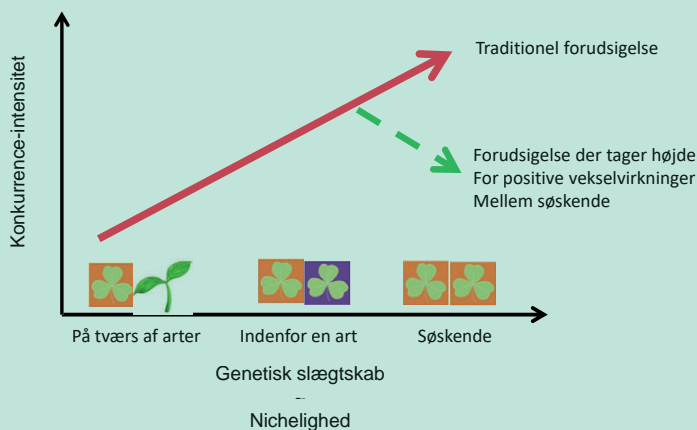 Konkurrence-intensitet
Traditionel forudsigelse
Forudsigelse der tager højde
For positive vekselvirkninger
Mellem søskende
På tværs af arter
Indenfor en art
Søskende
Genetisk slægtskab
Nichelighed